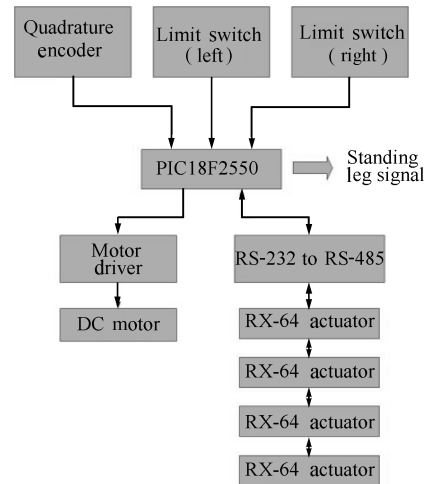 Quadrature
encoder
Limit switch
( left )
Limit switch
( right )
PIC18F2550
Standing
leg signal
Motor
driver
RS-232 to RS-485
DC motor
RX-64 actuator
RX-64 actuator
RX-64 actuator
RX-64 actuator